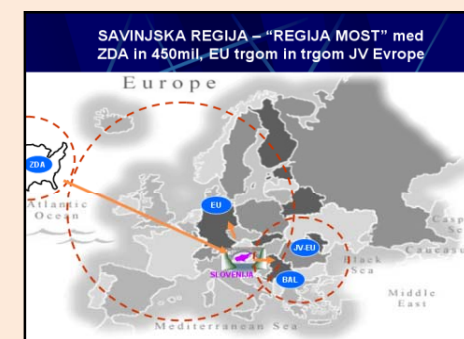 SAVINJSKA REGIJA – “REGIJA MOST” med
ZDA in 450mil, EU trgom in trgom JV Evrope
Europe
ZDA
Atlantic
Ocean
EU
SLOVENIJA
JV-EU
BAL
Black
Sea
Middle
East
Mediterranean Sea